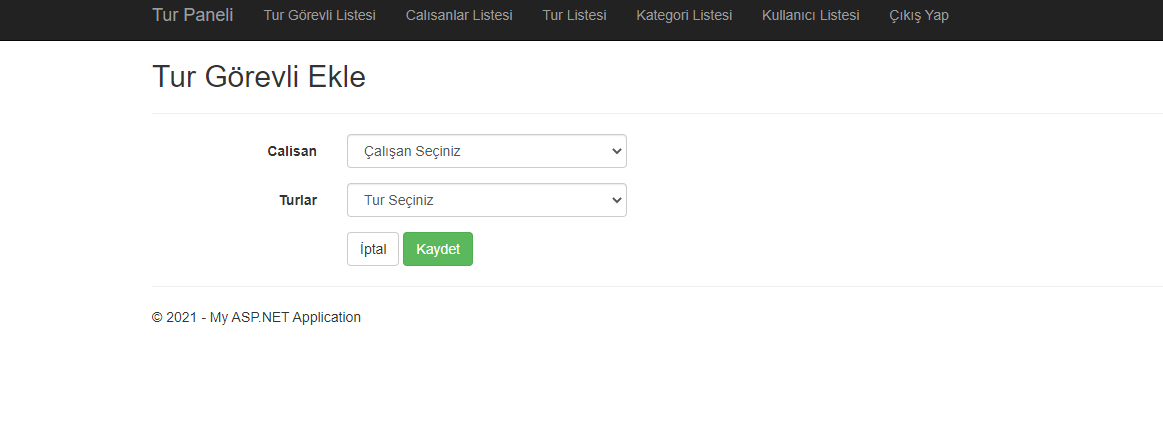 Tur Paneli Tur Görevli Listesi Calısanlar Listesi Tur Listesi Kategori Listesi Kullanıcı Listesi Çıkış Yap
Tur Görevli Ekle
Calisan Çalışan Seçiniz
Turlar Tur Seçiniz
İptal Kaydet
© 2021 - My ASP.NET Application